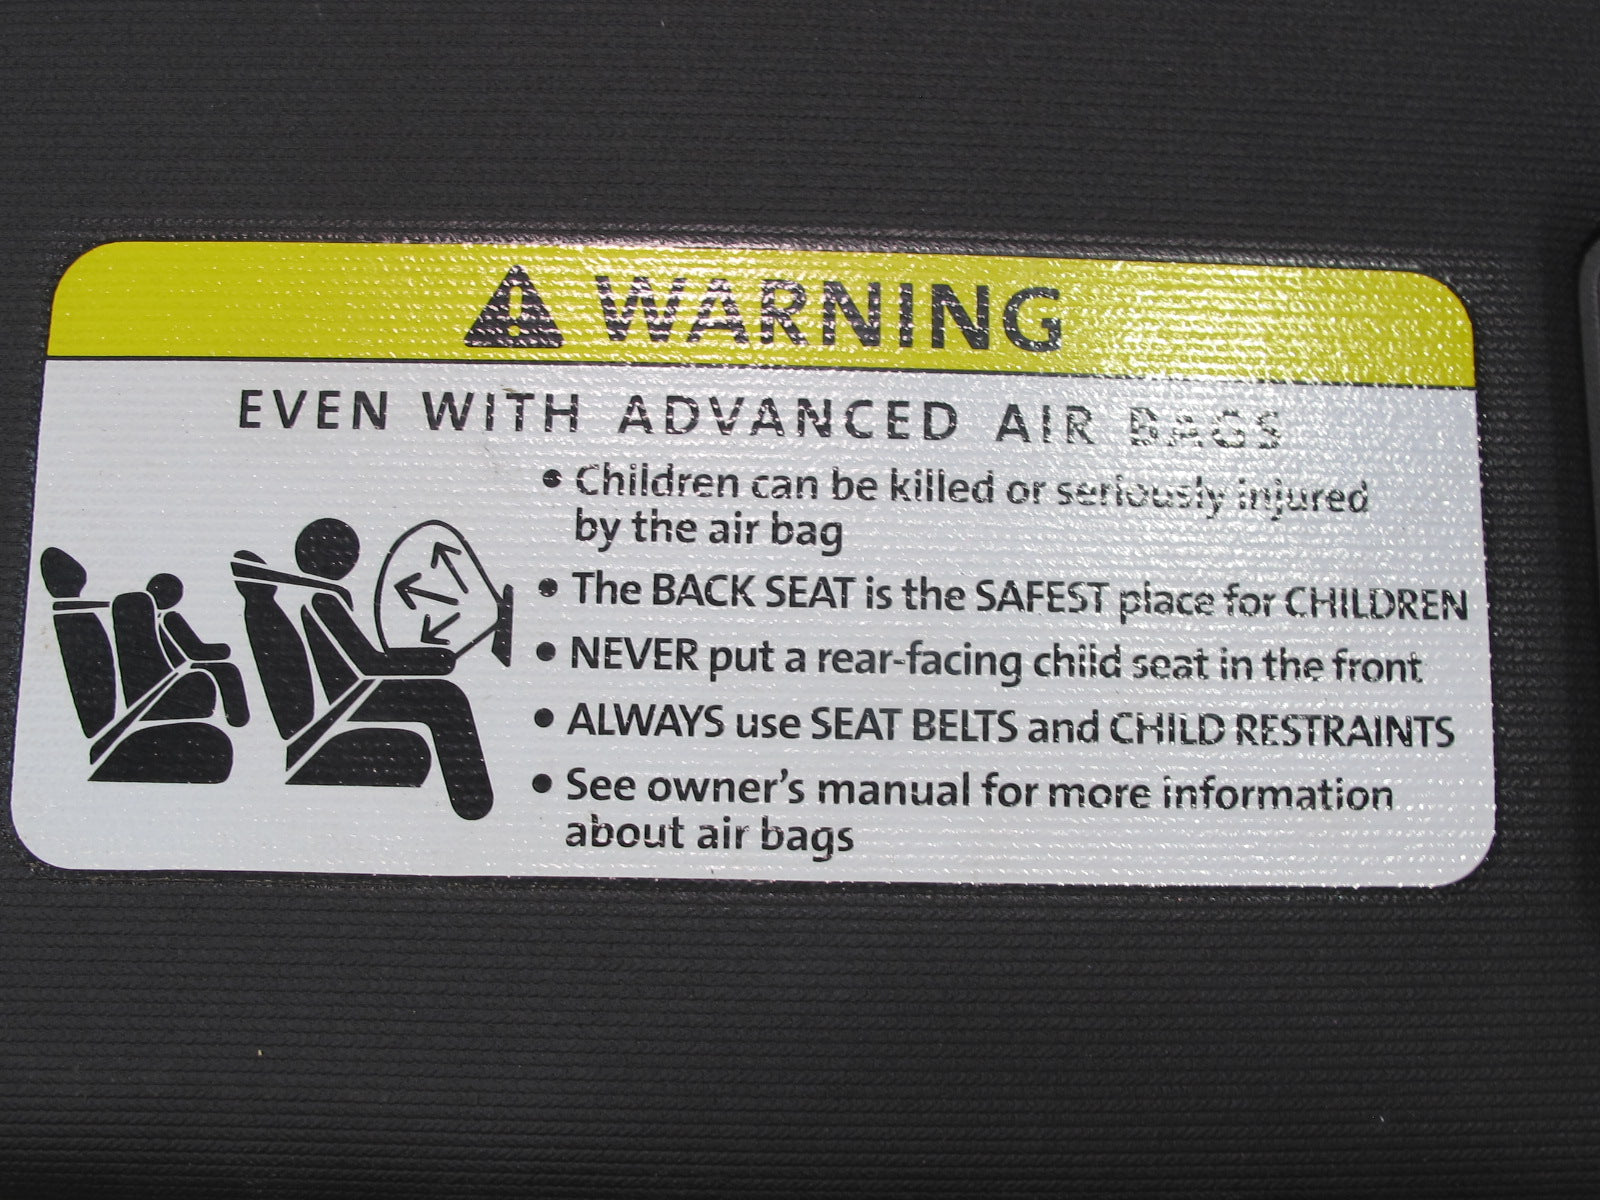 WARNING
EVEN WITH ADVANCED AIR BAGS
• Children can be killed or seriously injured
by the air bag
• The BACK SEAT is the SAFEST place for CHILDREN
• NEVER put a rear-facing child seat in the front
• ALWAYS use SEAT BELTS and CHILD RESTRAINTS
• See owner's manual for more information
about air bags